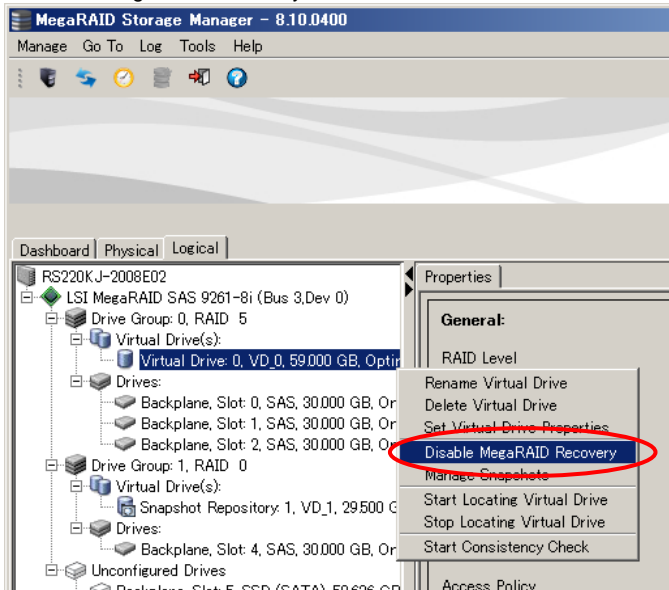 MegaRAID Storage Manager - 8.10.0400
Manage Go To Log Tools Help
Dashboard Physical Logical
RS220KJ-2008E02
LSI MegaRAID SAS 9261-8i (Bus 3,Dev 0)
Drive Group: 0, RAID 5
Virtual Drive(s):
Virtual Drive: 0, VD_0, 59.000 GB, Optir
Drives:
Backplane, Slot: 0, SAS, 30.000 GB, Or
Backplane, Slot: 1, SAS, 30.000 GB, Or
Backplane, Slot: 2, SAS, 30.000 GB, Or
Drive Group: 1, RAID 0
Virtual Drive(s):
Snapshot Repository: 1, VD_1, 29.500 G
Drives:
Backplane, Slot: 4, SAS, 30.000 GB, Or
Unconfigured Drives
Backplane, Slot: 5, SSD (SATA)
Properties
General:
RAID Level
Rename Virtual Drive
Delete Virtual Drive
Set Virtual Drive Properties
Disable MegaRAID Recovery
Manage Snapshots
Start Locating Virtual Drive
Stop Locating Virtual Drive
Start Consistency Check
Access Policy